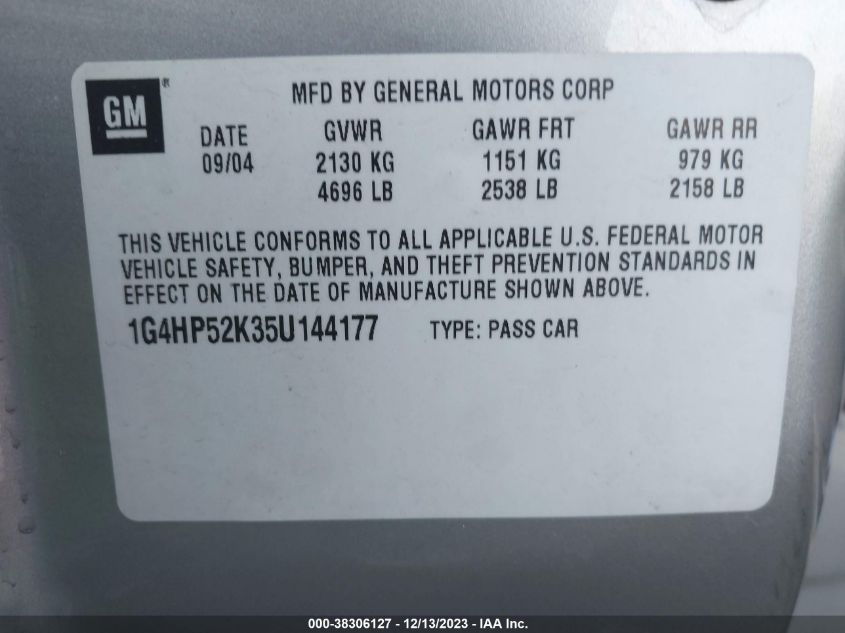 GM®
MFD BY GENERAL MOTORS CORP
DATE GVWR GAWR FRT GAWR RR
09/04 2130 KG 1151 KG 979 KG
4696 LB 2538 LB 2158 LB
THIS VEHICLE CONFORMS TO ALL APPLICABLE U.S. FEDERAL MOTOR
VEHICLE SAFETY, BUMPER, AND THEFT PREVENTION STANDARDS IN
EFFECT ON THE DATE OF MANUFACTURE SHOWN ABOVE.
1G4HP52K35U144177 TYPE: PASS CAR
000-38306127 - 12/13/2023 - IAA Inc.